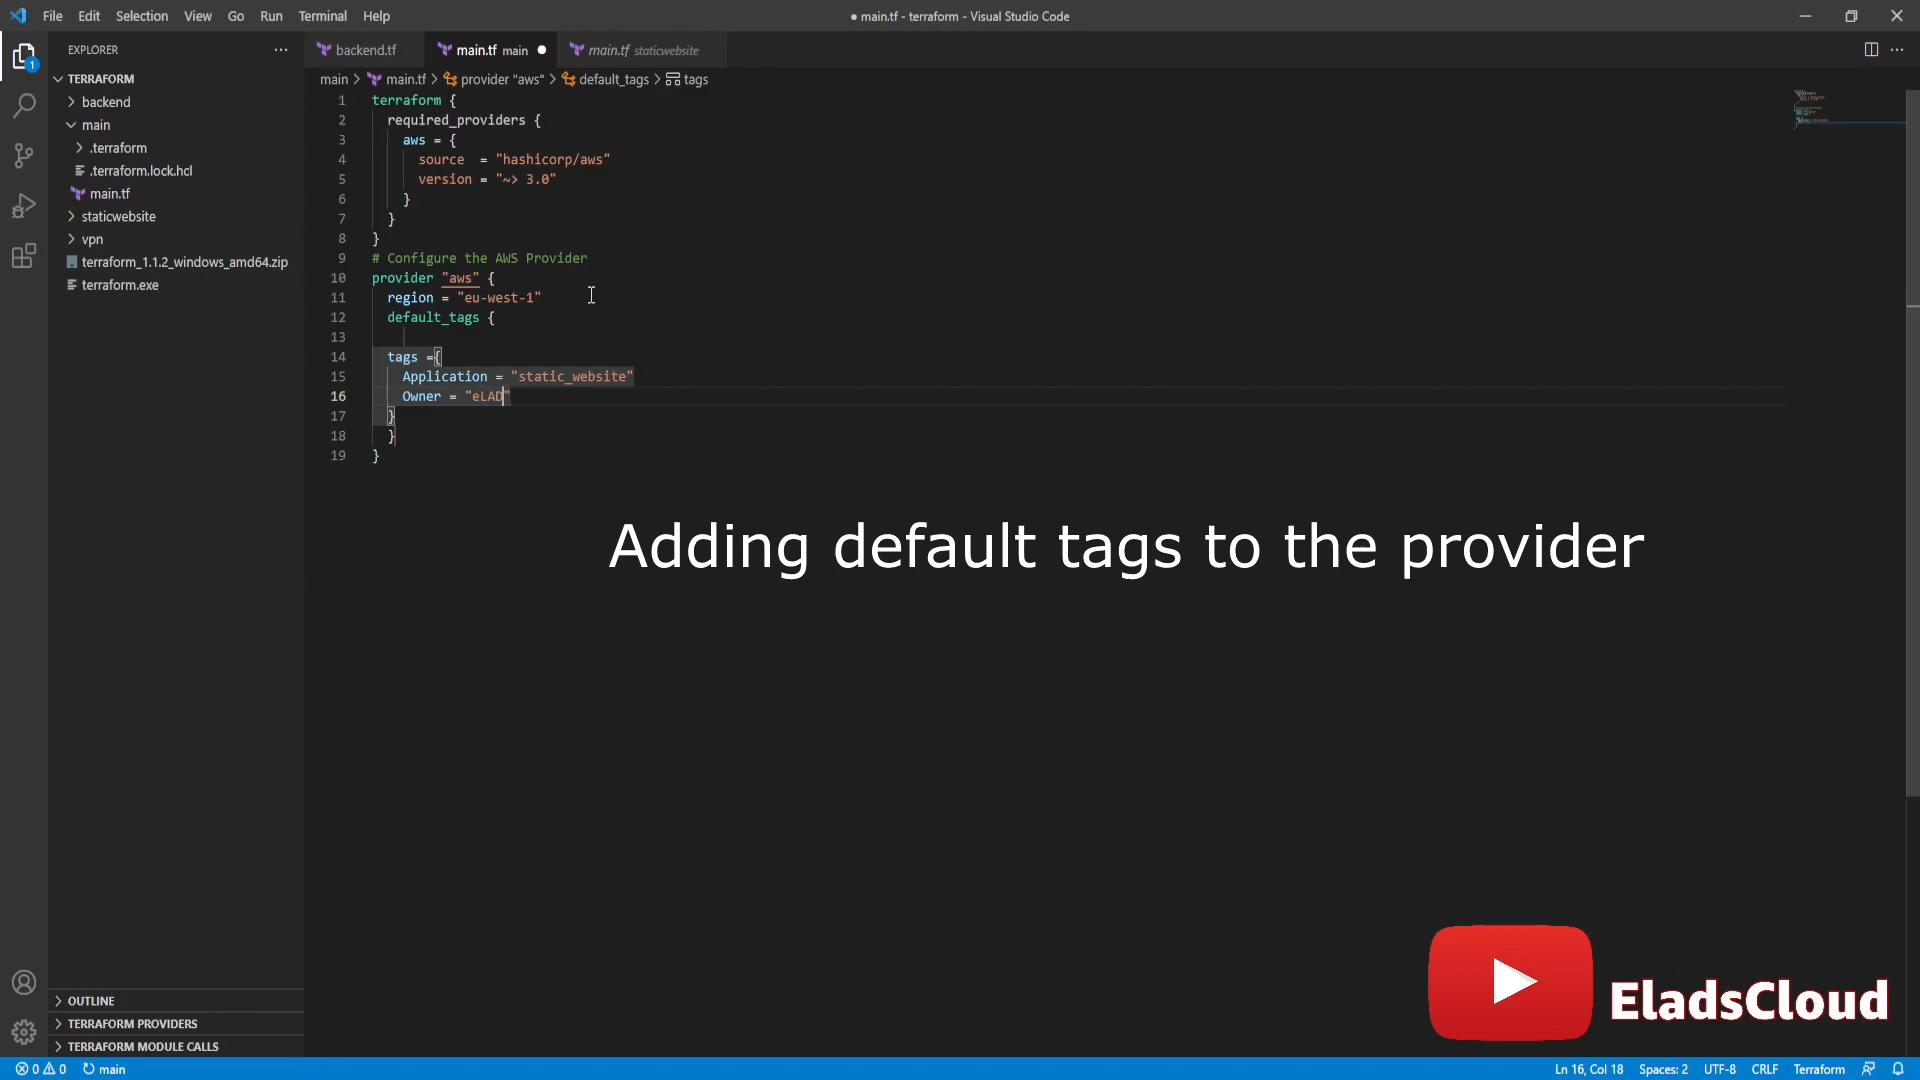 File Edit Selection View Go Run Terminal Help
● main.tf - terraform - Visual Studio Code
EXPLORER
1
TERRAFORM
backend
main
.terraform
.terraform.lock.hcl
main.tf
staticwebsite
vpn
terraform_1.1.2_windows_amd64.zip
terraform.exe
OUTLINE
TERRAFORM PROVIDERS
TERRAFORM MODULE CALLS
backend.tf main.tf main main.tf staticwebsite
main > main.tf > provider "aws" > default_tags > tags
1 terraform {
2 required_providers {
3 aws = {
4 source  = "hashicorp/aws"
5 version = "~> 3.0"
6 }
7 }
8 }
9 # Configure the AWS Provider
10 provider "aws" {
11 region = "eu-west-1"
12 default_tags {
13
14 tags ={
15 Application = "static_website"
16 Owner = "eLAD"
17 }
18 }
19 }
Adding default tags to the provider
EladsCloud
0 0 main
Ln 16, Col 18 Spaces: 2 UTF-8 CRLF Terraform